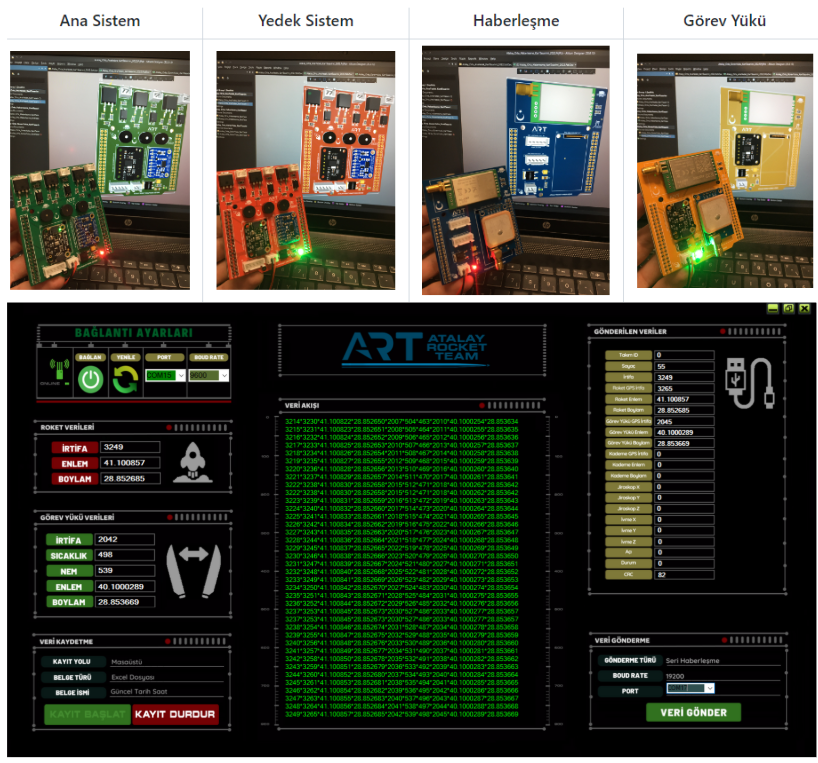 Ana Sistem
Yedek Sistem
Haberleşme
Görev Yükü
ART
ART
BAĞLANTI AYARLARI
BAĞLAN
YENİLE
PORT
BOUD RATE
9600
ART ATALAY
ROCKET
TEAM
ROKET VERİLERİ
İRTİFA 3249
ENLEM 41.100857
BOYLAM 28.852685
GÖREV YÜKÜ VERİLERİ
İRTİFA 2042
SICAKLIK 498
NEM 539
ENLEM 40.1000289
BOYLAM 28.853669
VERİ KAYDETME
KAYIT YOLU Masaüstü
BELGE TÜRÜ Excel Dosyası
BELGE İSMİ Güncel Tarih Saat
KAYIT BAŞLAT
KAYIT DURDUR
VERİ AKIŞI
3214*3230*41.100822*28.852650*2007*504*463*2010*40.1000254*28.853634
3215*3231*41.100823*28.852651*2008*505*464*2011*40.1000255*28.853635
3216*3232*41.100824*28.852652*2009*506*465*2012*40.1000256*28.853636
3217*3233*41.100825*28.852653*2010*507*466*2013*40.1000257*28.853637
3218*3234*41.100826*28.852654*2011*508*467*2014*40.1000258*28.853638
3219*3235*41.100827*28.852655*2012*509*468*2015*40.1000259*28.853639
3220*3236*41.100828*28.852656*2013*510*469*2016*40.1000260*28.853640
3221*3237*41.100829*28.852657*2014*511*470*2017*40.1000261*28.853641
3222*3238*41.100830*28.852658*2015*512*471*2018*40.1000262*28.853642
3223*3239*41.100831*28.852659*2016*513*472*2019*40.1000263*28.853643
3224*3240*41.100832*28.852660*2017*514*473*2020*40.1000264*28.853644
3225*3241*41.100833*28.852661*2018*515*474*2021*40.1000265*28.853645
3226*3242*41.100834*28.852662*2019*516*475*2022*40.1000266*28.853646
3227*3243*41.100835*28.852663*2020*517*476*2023*40.1000267*28.853647
3228*3244*41.100836*28.852664*2021*518*477*2024*40.1000268*28.853648
3229*3245*41.100837*28.852665*2022*519*478*2025*40.1000269*28.853649
3230*3246*41.100838*28.852666*2023*520*479*2026*40.1000270*28.853650
3231*3247*41.100839*28.852667*2024*521*480*2027*40.1000271*28.853651
3232*3248*41.100840*28.852668*2025*522*481*2028*40.1000272*28.853652
3233*3249*41.100841*28.852669*2026*523*482*2029*40.1000273*28.853653
3234*3250*41.100842*28.852670*2027*524*483*2030*40.1000274*28.853654
3235*3251*41.100843*28.852671*2028*525*484*2031*40.1000275*28.853655
3236*3252*41.100844*28.852672*2029*526*485*2032*40.1000276*28.853656
3237*3253*41.100845*28.852673*2030*527*486*2033*40.1000277*28.853657
3238*3254*41.100846*28.852674*2031*528*487*2034*40.1000278*28.853658
3239*3255*41.100847*28.852675*2032*529*488*2035*40.1000279*28.853659
3240*3256*41.100848*28.852676*2033*530*489*2036*40.1000280*28.853660
3241*3257*41.100849*28.852677*2034*531*490*2037*40.1000281*28.853661
3242*3258*41.100850*28.852678*2035*532*491*2038*40.1000282*28.853662
3243*3259*41.100851*28.852679*2036*533*492*2039*40.1000283*28.853663
3244*3260*41.100852*28.852680*2037*534*493*2040*40.1000284*28.853664
3245*3261*41.100853*28.852681*2038*535*494*2041*40.1000285*28.853665
3246*3262*41.100854*28.852682*2039*536*495*2042*40.1000286*28.853666
3247*3263*41.100855*28.852683*2040*537*496*2043*40.1000287*28.853667
3248*3264*41.100856*28.852684*2041*538*497*2044*40.1000288*28.853668
3249*3265*41.100857*28.852685*2042*539*498*2045*40.1000289*28.853669
GÖNDERİLEN VERİLER
Takım ID 0
Sayaç 55
İrtifa 3249
Roket GPS İrtifa 3265
Roket Enlem 41.100857
Roket Boylam 28.852685
Görev Yükü GPS İrtifa 2045
Görev Yükü Enlem 40.1000289
Görev Yükü Boylam 28.853669
Kademe GPS İrtifa 0
Kademe Enlem 0
Kademe Boylam 0
Jiroskop X 0
Jiroskop Y 0
Jiroskop Z 0
İvme X 0
İvme Y 0
İvme Z 0
Açı 0
Durum 0
CRC 82
VERİ GÖNDERME
GÖNDERME TÜRÜ Seri Haberleşme
BOUD RATE 19200
PORT
VERİ GÖNDER